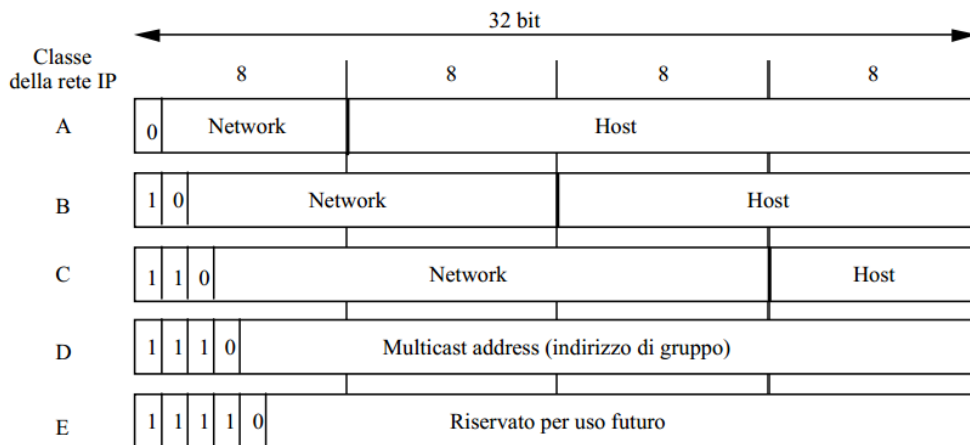 32 bit
Classe
della rete IP
8 8 8 8
A 0 Network Host
B 1 0 Network Host
C 1 1 0 Network Host
D 1 1 1 0 Multicast address (indirizzo di gruppo)
E 1 1 1 1 0 Riservato per uso futuro